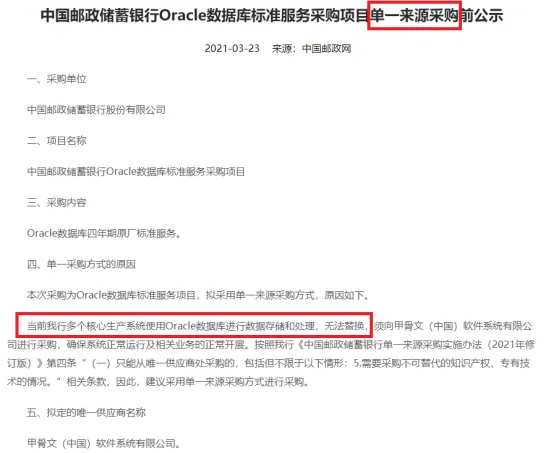 中国邮政储蓄银行Oracle数据库标准服务采购项目单一来源采购前公示
2021-03-23 来源：中国邮政网
一、采购单位
中国邮政储蓄银行股份有限公司
二、项目名称
中国邮政储蓄银行Oracle数据库标准服务采购项目
三、采购内容
Oracle数据库四年期原厂标准服务。
四、单一采购方式的原因
本次采购为Oracle数据库标准服务项目，拟采用单一来源采购方式，原因如下。
当前我行多个核心生产系统使用Oracle数据库进行数据存储和处理，无法替换，须向甲骨文（中国）软件系统有限公
司进行采购，确保系统正常运行及相关业务的正常开展。按照我行《中国邮政储蓄银行单一来源采购实施办法（2021年修
订版）》第四条“（一）只能从唯一供应商处采购的，包括但不限于以下情形：5.需要采购不可替代的知识产权、专有技
术的情况。”相关条款，因此，建议采用单一来源采购方式进行采购。
五、拟定的唯一供应商名称
甲骨文（中国）软件系统有限公司。